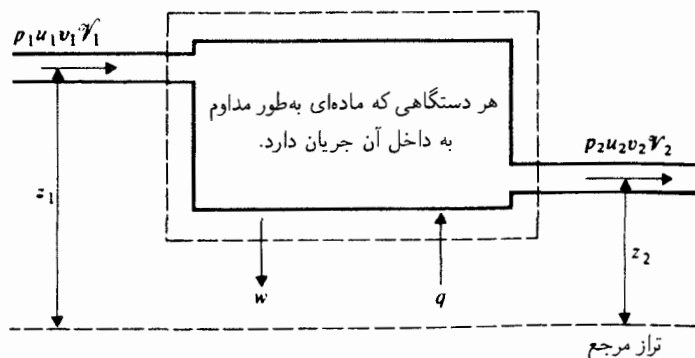 p₁u₁v₁𝒱₁
هر دستگاهی که ماده‌ای به‌طور مداوم
به داخل آن جریان دارد.
p₂u₂v₂𝒱₂
z₁
z₂
w
q
تراز مرجع